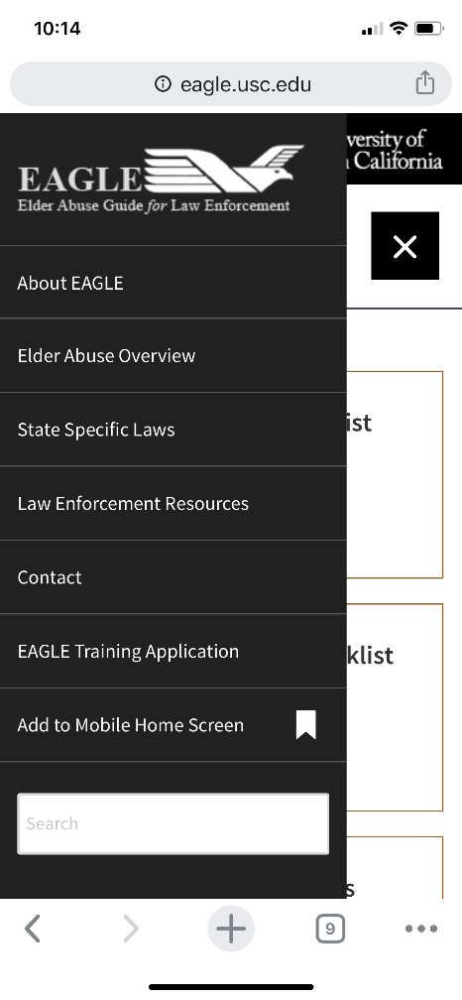 10:14
eagle.usc.edu
EAGLE
Elder Abuse Guide for Law Enforcement
versity of
California
About EAGLE
Elder Abuse Overview
ist
State Specific Laws
Law Enforcement Resources
Contact
EAGLE Training Application
klist
Add to Mobile Home Screen
Search
s
9